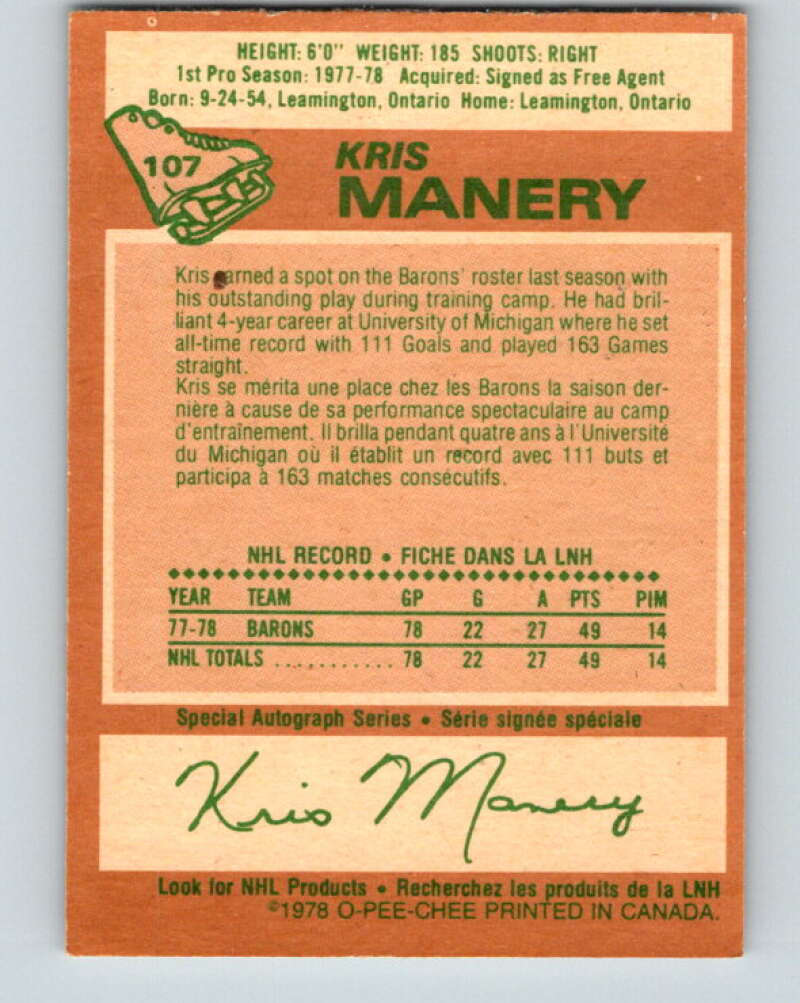 HEIGHT: 6'0" WEIGHT: 185 SHOOTS: RIGHT
1st Pro Season: 1977-78 Acquired: Signed as Free Agent
Born: 9-24-54, Leamington, Ontario Home: Leamington, Ontario
107
KRIS
MANERY
Kris earned a spot on the Barons' roster last season with
his outstanding play during training camp. He had bril-
liant 4-year career at University of Michigan where he set
all-time record with 111 Goals and played 163 Games
straight.
Kris se mérita une place chez les Barons la saison der-
nière à cause de sa performance spectaculaire au camp
d'entraînement. Il brilla pendant quatre ans à l'Université
du Michigan où il établit un record avec 111 buts et
participa à 163 matches consécutifs.
NHL RECORD • FICHE DANS LA LNH
YEAR TEAM GP G A PTS PIM
77-78 BARONS 78 22 27 49 14
NHL TOTALS ............ 78 22 27 49 14
Special Autograph Series • Série signée spéciale
Kris Manery
Look for NHL Products • Recherchez les produits de la LNH
©1978 O-PEE-CHEE PRINTED IN CANADA.